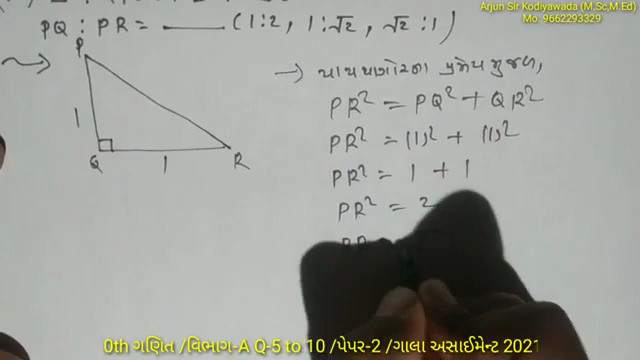 Arjun Sir Kodiyawada (M.Sc,M.Ed)
Mo: 9662293329
PQ : PR = ——— (1:2, 1:√2, √2:1)
P
1
Q
1
R
→ પાયથાગોરના પ્રમેય મુજબ,
PR² = PQ² + QR²
PR² = (1)² + (1)²
PR² = 1 + 1
PR² = 2
0th ગણિત /વિભાગ-A Q-5 to 10 /પેપર-2 /ગાલા અસાઈમેન્ટ 2021